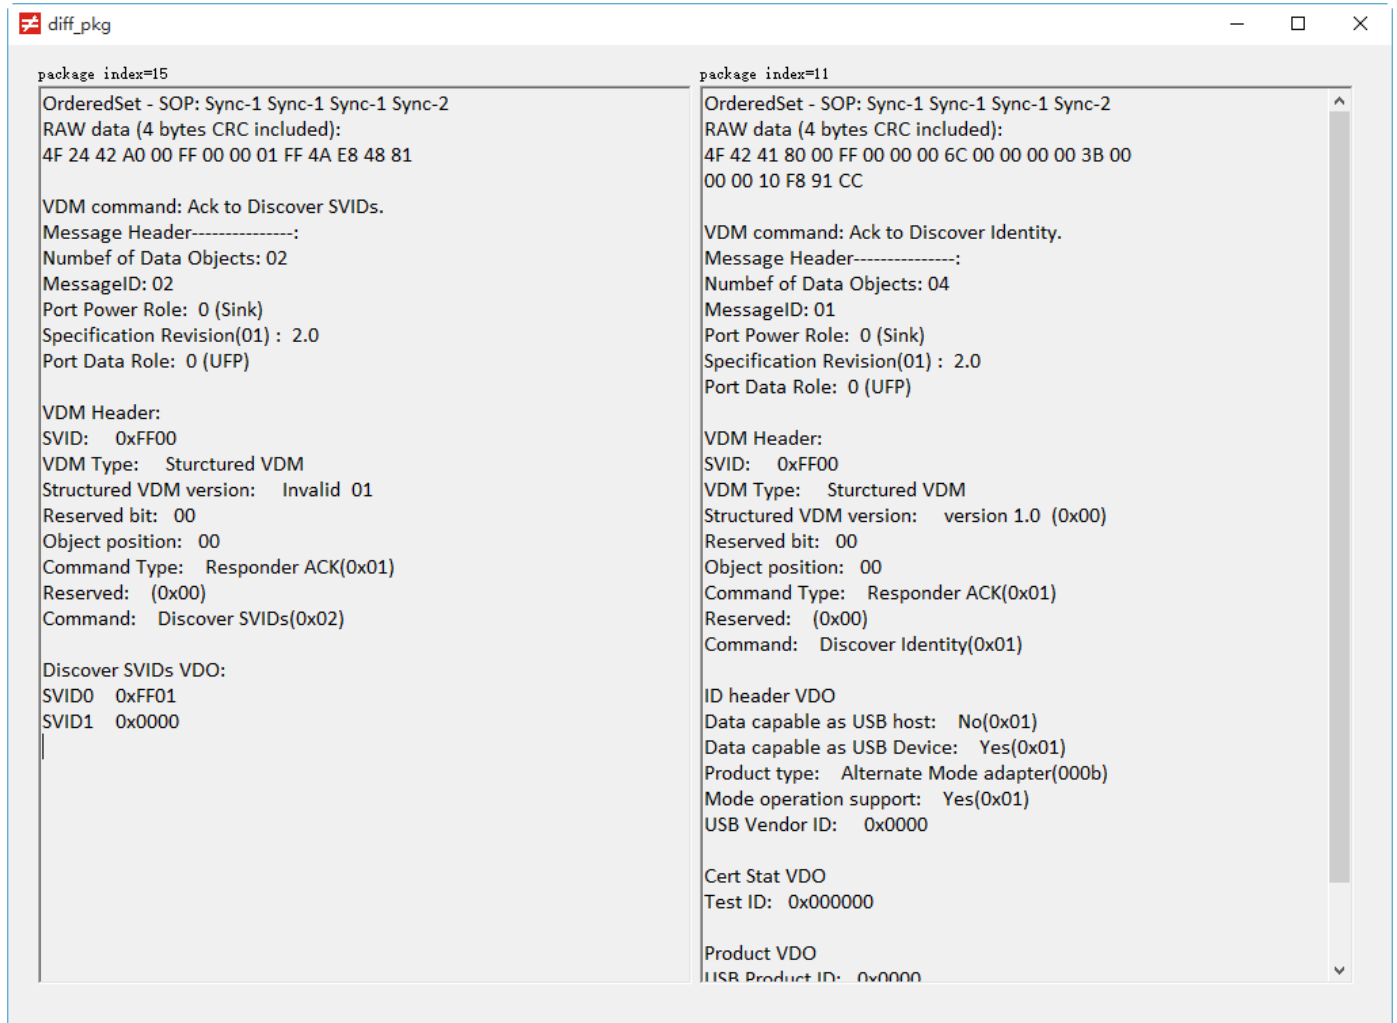 diff_pkg
package index=15
OrderedSet - SOP: Sync-1 Sync-1 Sync-1 Sync-2
RAW data (4 bytes CRC included):
4F 24 42 A0 00 FF 00 00 01 FF 4A E8 48 81
VDM command: Ack to Discover SVIDs.
Message Header---------------:
Numbef of Data Objects: 02
MessageID: 02
Port Power Role:  0 (Sink)
Specification Revision(01) :  2.0
Port Data Role:  0 (UFP)
VDM Header:
SVID:    0xFF00
VDM Type:    Sturctured VDM
Structured VDM version:    Invalid  01
Reserved bit:  00
Object position:  00
Command Type:   Responder ACK(0x01)
Reserved:   (0x00)
Command:   Discover SVIDs(0x02)
Discover SVIDs VDO:
SVID0   0xFF01
SVID1   0x0000
package index=11
OrderedSet - SOP: Sync-1 Sync-1 Sync-1 Sync-2
RAW data (4 bytes CRC included):
4F 42 41 80 00 FF 00 00 00 6C 00 00 00 00 3B 00
00 00 10 F8 91 CC
VDM command: Ack to Discover Identity.
Message Header---------------:
Numbef of Data Objects: 04
MessageID: 01
Port Power Role:  0 (Sink)
Specification Revision(01) :  2.0
Port Data Role:  0 (UFP)
VDM Header:
SVID:    0xFF00
VDM Type:    Sturctured VDM
Structured VDM version:    version 1.0  (0x00)
Reserved bit:  00
Object position:  00
Command Type:   Responder ACK(0x01)
Reserved:   (0x00)
Command:   Discover Identity(0x01)
ID header VDO
Data capable as USB host:   No(0x01)
Data capable as USB Device:   Yes(0x01)
Product type:   Alternate Mode adapter(000b)
Mode operation support:   Yes(0x01)
USB Vendor ID:    0x0000
Cert Stat VDO
Test ID:  0x000000
Product VDO
USB Product ID:  0x0000